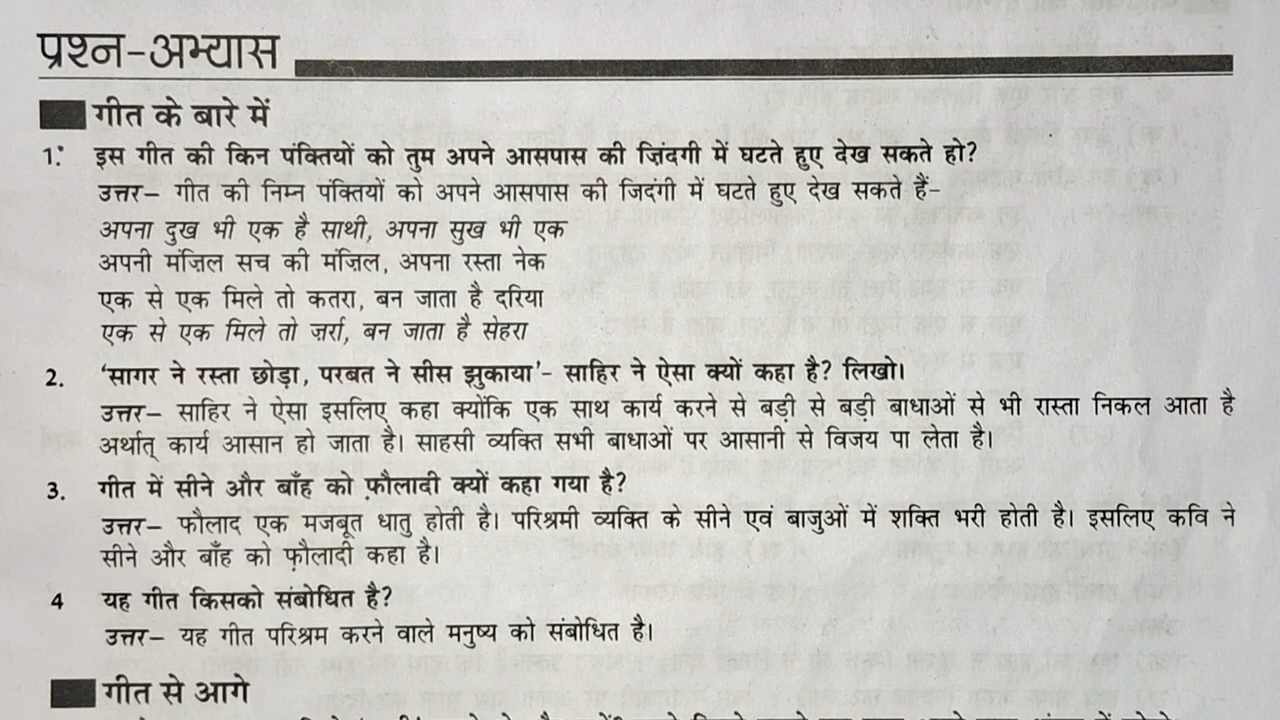 प्रश्न-अभ्यास
गीत के बारे में
1. इस गीत की किन पंक्तियों को तुम अपने आसपास की ज़िंदगी में घटते हुए देख सकते हो?
उत्तर– गीत की निम्न पंक्तियों को अपने आसपास की जिदगी में घटते हुए देख सकते हैं–
अपना दुख भी एक है साथी, अपना सुख भी एक
अपनी मंज़िल सच की मंज़िल, अपना रस्ता नेक
एक से एक मिले तो कतरा, बन जाता है दरिया
एक से एक मिले तो ज़र्रा, बन जाता है सेहरा
2. 'सागर ने रस्ता छोड़ा, परबत ने सीस झुकाया'– साहिर ने ऐसा क्यों कहा है? लिखो।
उत्तर– साहिर ने ऐसा इसलिए कहा क्योंकि एक साथ कार्य करने से बड़ी से बड़ी बाधाओं से भी रास्ता निकल आता है
अर्थात् कार्य आसान हो जाता है। साहसी व्यक्ति सभी बाधाओं पर आसानी से विजय पा लेता है।
3. गीत में सीने और बाँह को फ़ौलादी क्यों कहा गया है?
उत्तर– फौलाद एक मजबूत धातु होती है। परिश्रमी व्यक्ति के सीने एवं बाजुओं में शक्ति भरी होती है। इसलिए कवि ने
सीने और बाँह को फ़ौलादी कहा है।
4 यह गीत किसको संबोधित है?
उत्तर– यह गीत परिश्रम करने वाले मनुष्य को संबोधित है।
गीत से आगे